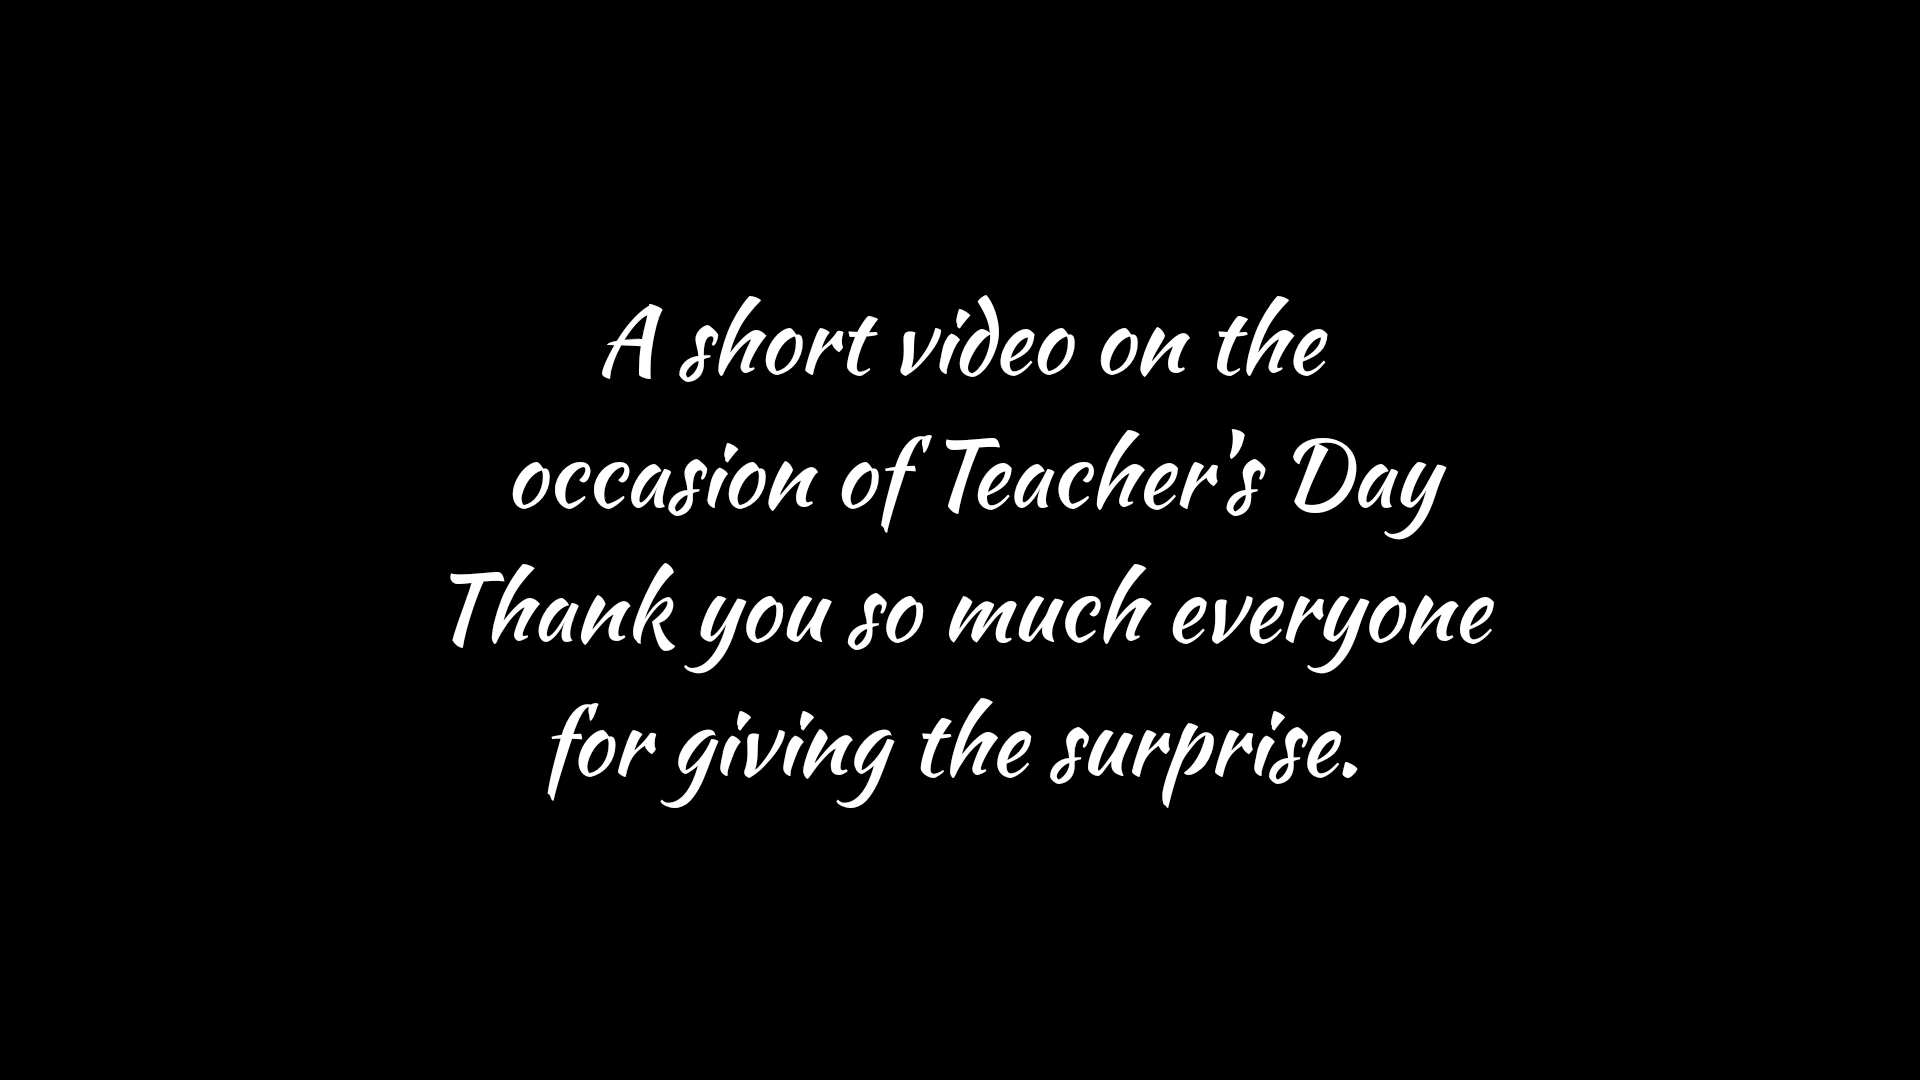 A short video on the
occasion of Teacher's Day
Thank you so much everyone
for giving the surprise.